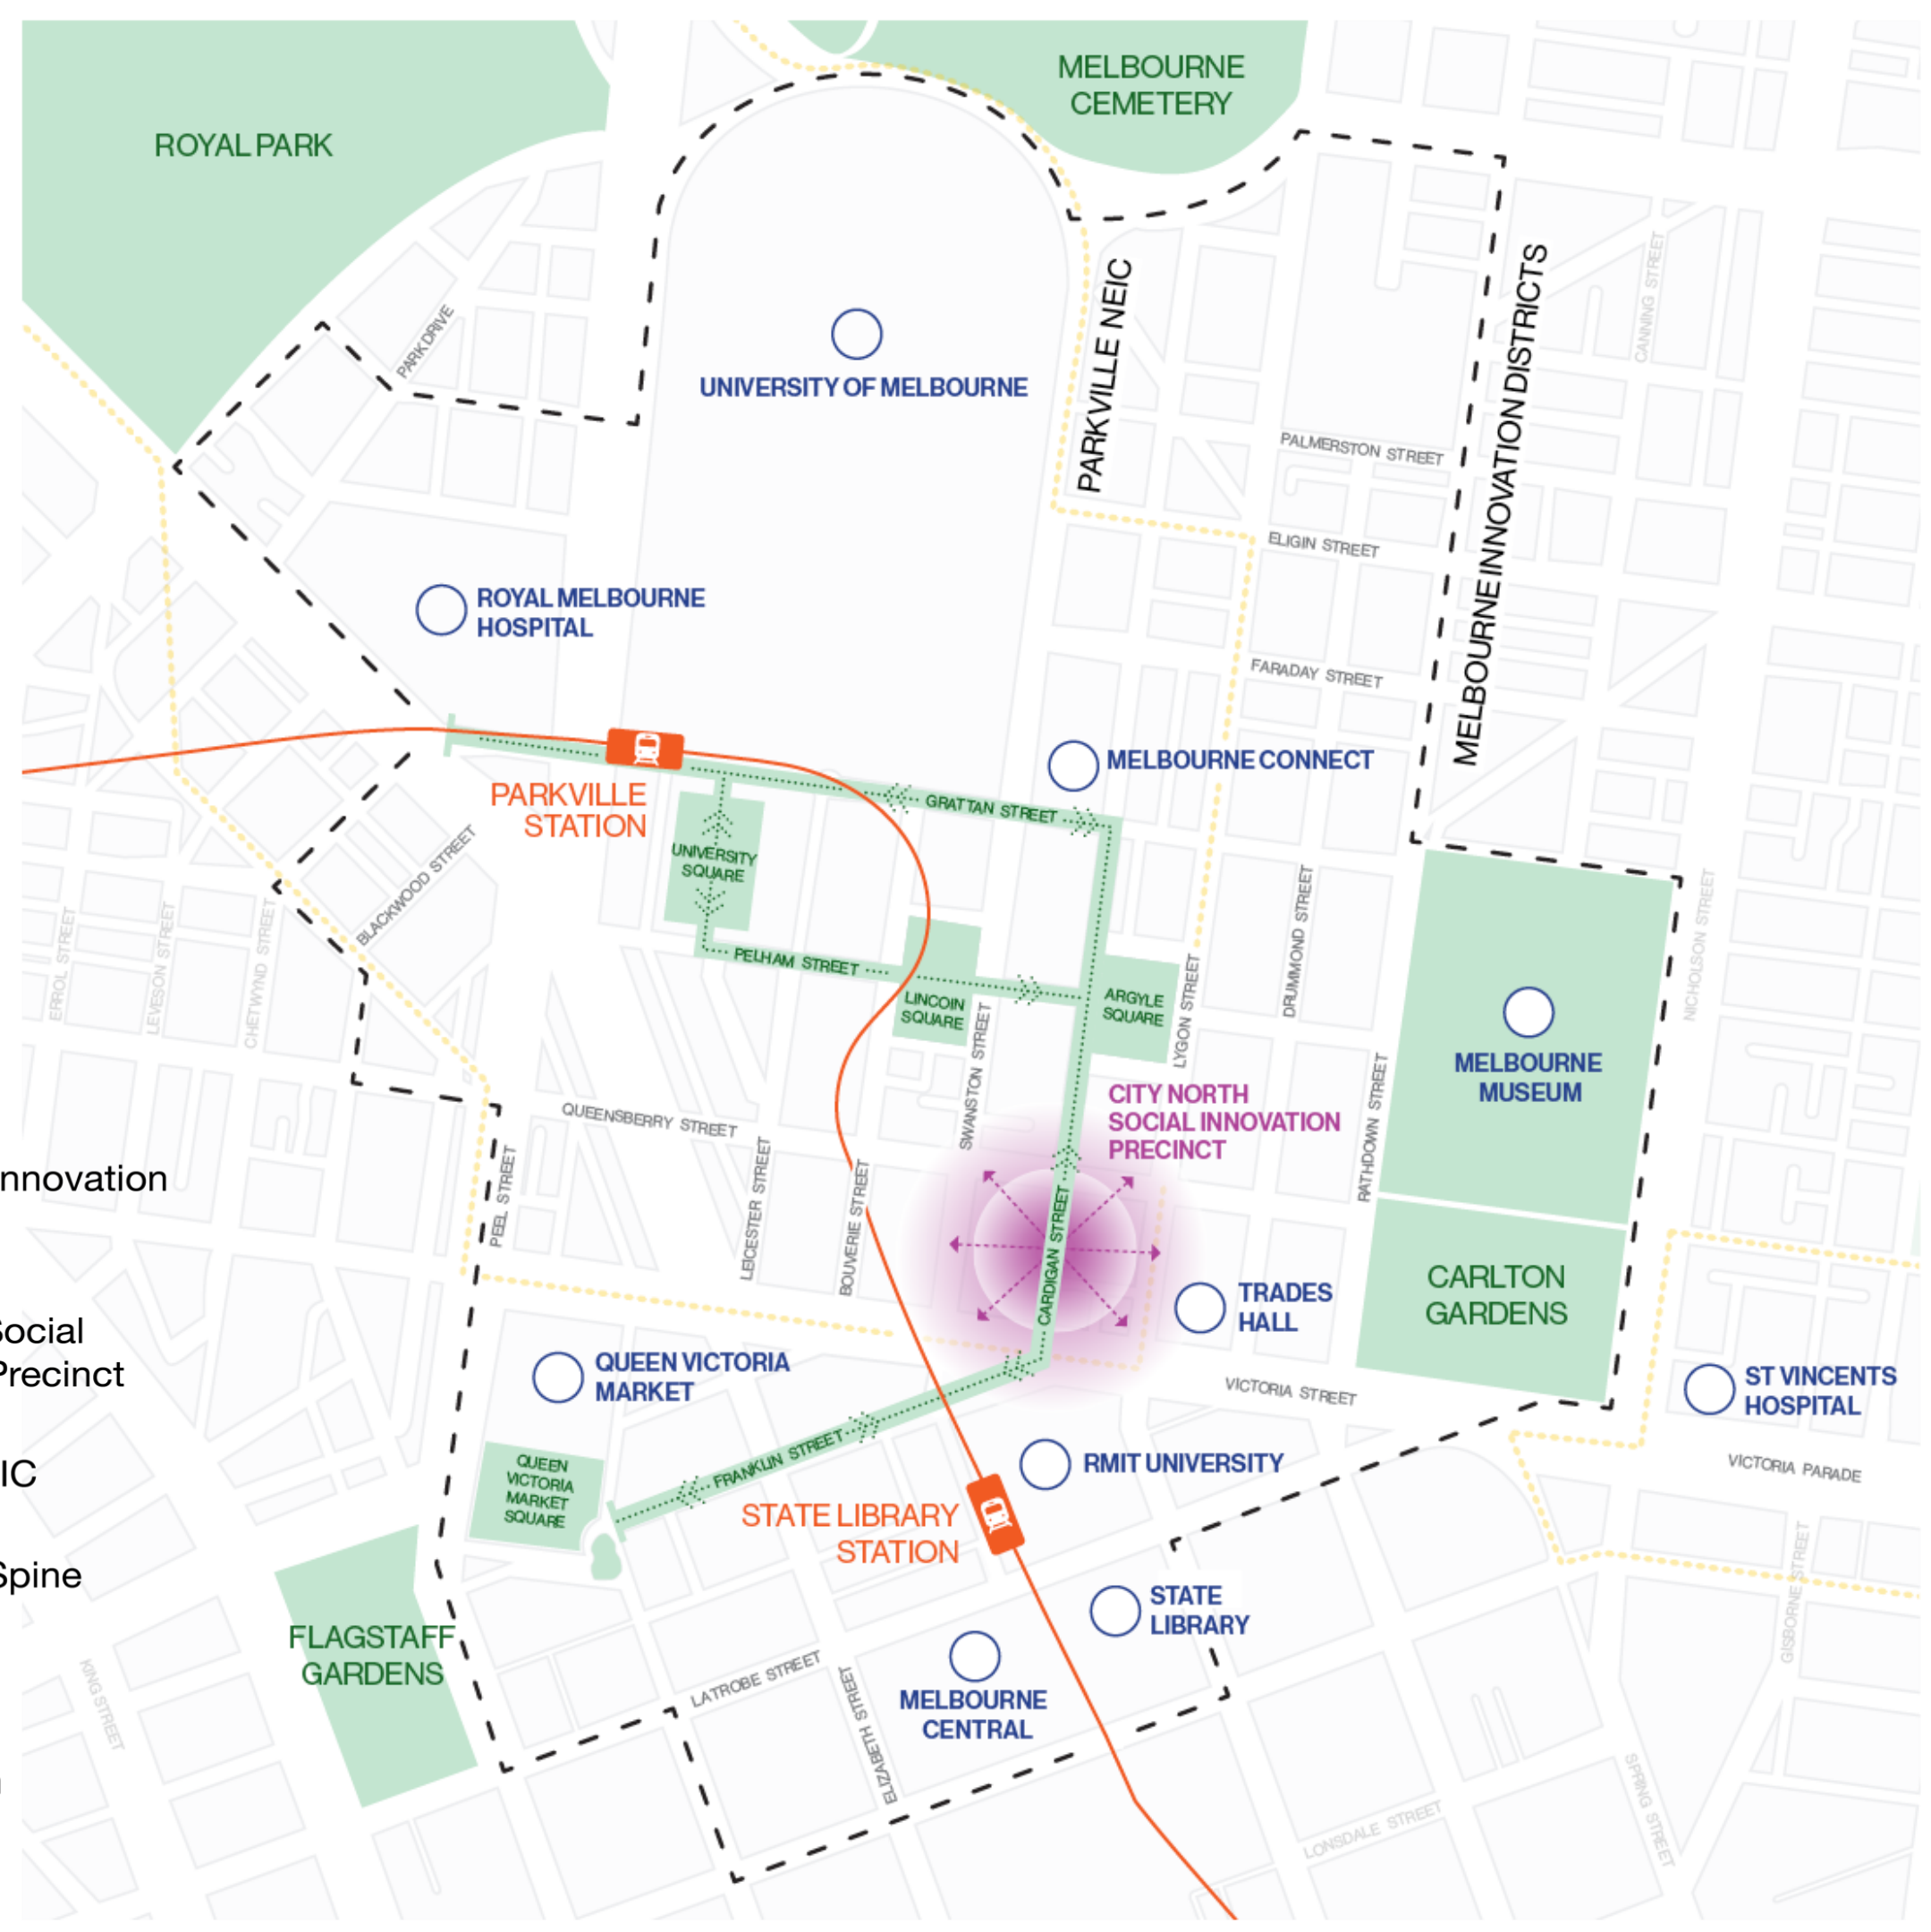 MELBOURNE
CEMETERY
ROYAL PARK
PARKVILLE NEIC
MELBOURNE INNOVATION DISTRICTS
CANNING STREET
PARK DRIVE
UNIVERSITY OF MELBOURNE
PALMERSTON STREET
ELIGIN STREET
ROYAL MELBOURNE
HOSPITAL
FARADAY STREET
MELBOURNE CONNECT
PARKVILLE
STATION
GRATTAN STREET
UNIVERSITY
SQUARE
BLACKWOOD STREET
ERROL STREET
LEVESON STREET
CHETWYND STREET
PELHAM STREET
LINCOIN
SQUARE
ARGYLE
SQUARE
LYGON STREET
DRUMMOND STREET
NICHOLSON STREET
SWANSTON STREET
MELBOURNE
MUSEUM
CITY NORTH
SOCIAL INNOVATION
PRECINCT
QUEENSBERRY STREET
RATHDOWN STREET
PEEL STREET
LEICESTER STREET
BOUVERIE STREET
CARDIGAN STREET
nnovation
TRADES
HALL
CARLTON
GARDENS
Social
Precinct
QUEEN VICTORIA
MARKET
VICTORIA STREET
ST VINCENTS
HOSPITAL
IC
QUEEN
VICTORIA
MARKET
SQUARE
FRANKLIN STREET
RMIT UNIVERSITY
VICTORIA PARADE
STATE LIBRARY
STATION
Spine
STATE
LIBRARY
GISBORNE STREET
FLAGSTAFF
GARDENS
KING STREET
LATROBE STREET
ELIZABETH STREET
MELBOURNE
CENTRAL
LONSDALE STREET
SPRING STREET